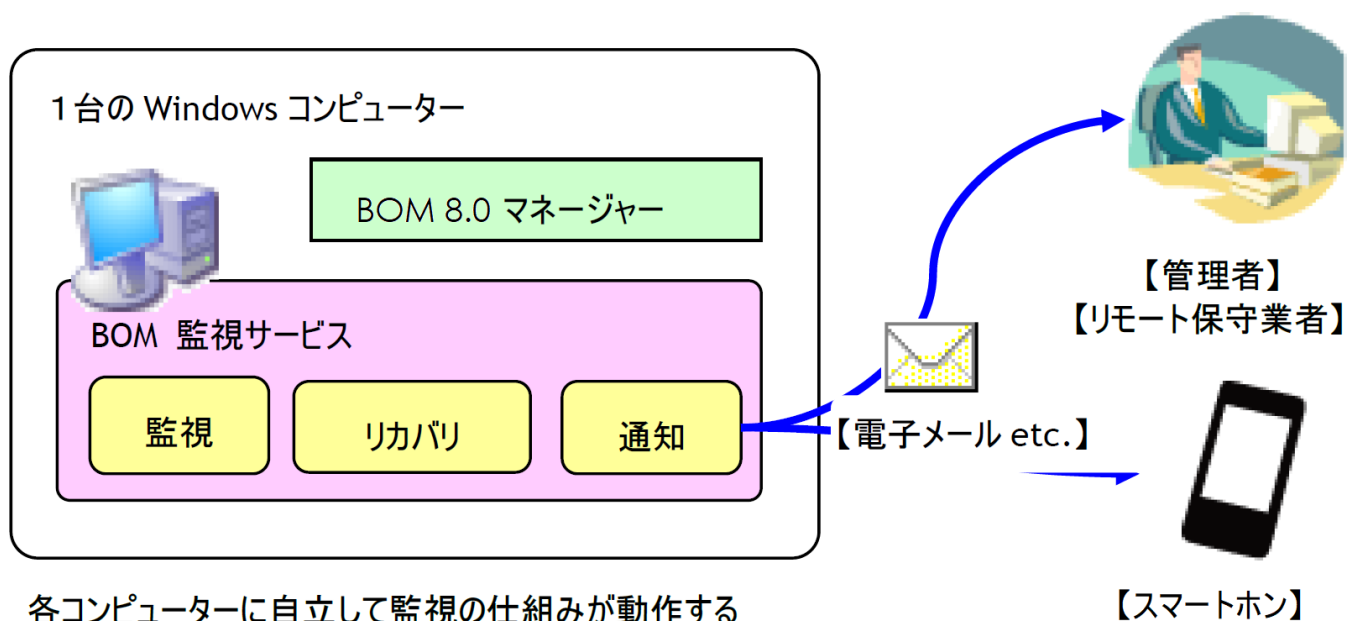 １台の Windows コンピューター
BOM 8.0 マネージャー
BOM 監視サービス
監視
リカバリ
通知
【電子メール etc.】
【管理者】
【リモート保守業者】
【スマートホン】
各コンピューターに自立して監視の仕組みが動作する